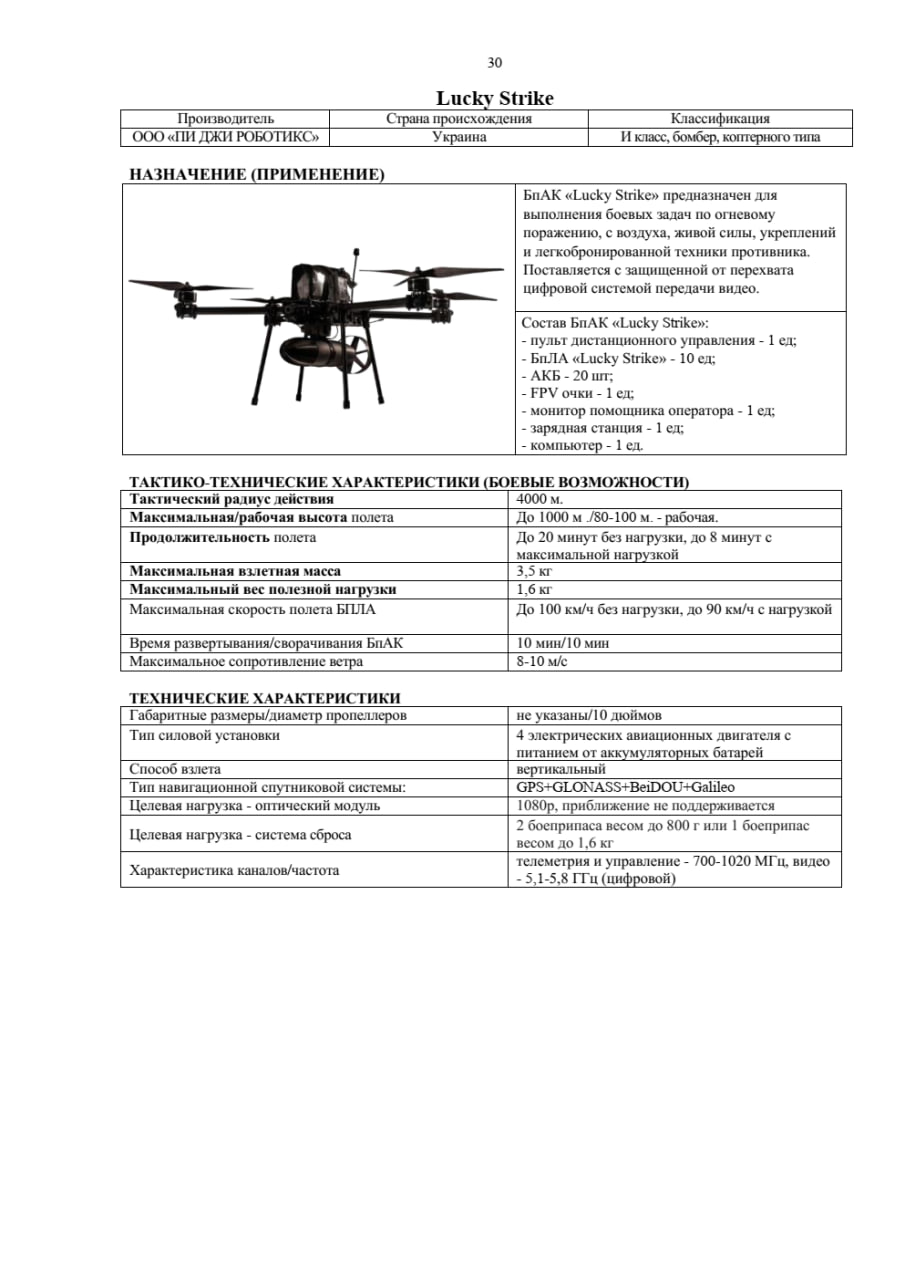 30
Lucky Strike
Производитель Страна происхождения Классификация
ООО «ПИ ДЖИ РОБОТИКС» Украина И класс, бомбер, коптерного типа
НАЗНАЧЕНИЕ (ПРИМЕНЕНИЕ)
БпАК «Lucky Strike» предназначен для
выполнения боевых задач по огневому
поражению, с воздуха, живой силы, укреплений
и легкобронированной техники противника.
Поставляется с защищенной от перехвата
цифровой системой передачи видео.
Состав БпАК «Lucky Strike»:
- пульт дистанционного управления - 1 ед;
- БпЛА «Lucky Strike» - 10 ед;
- АКБ - 20 шт;
- FPV очки - 1 ед;
- монитор помощника оператора - 1 ед;
- зарядная станция - 1 ед;
- компьютер - 1 ед.
ТАКТИКО-ТЕХНИЧЕСКИЕ ХАРАКТЕРИСТИКИ (БОЕВЫЕ ВОЗМОЖНОСТИ)
Тактический радиус действия 4000 м.
Максимальная/рабочая высота полета До 1000 м ./80-100 м. - рабочая.
Продолжительность полета До 20 минут без нагрузки, до 8 минут с
максимальной нагрузкой
Максимальная взлетная масса 3,5 кг
Максимальный вес полезной нагрузки 1,6 кг
Максимальная скорость полета БПЛА До 100 км/ч без нагрузки, до 90 км/ч с нагрузкой
Время развертывания/сворачивания БпАК 10 мин/10 мин
Максимальное сопротивление ветра 8-10 м/с
ТЕХНИЧЕСКИЕ ХАРАКТЕРИСТИКИ
Габаритные размеры/диаметр пропеллеров не указаны/10 дюймов
Тип силовой установки 4 электрических авиационных двигателя с
питанием от аккумуляторных батарей
Способ взлета вертикальный
Тип навигационной спутниковой системы: GPS+GLONASS+BeiDOU+Galileo
Целевая нагрузка - оптический модуль 1080p, приближение не поддерживается
Целевая нагрузка - система сброса 2 боеприпаса весом до 800 г или 1 боеприпас
весом до 1,6 кг
Характеристика каналов/частота телеметрия и управление - 700-1020 МГц, видео
- 5,1-5,8 ГГц (цифровой)